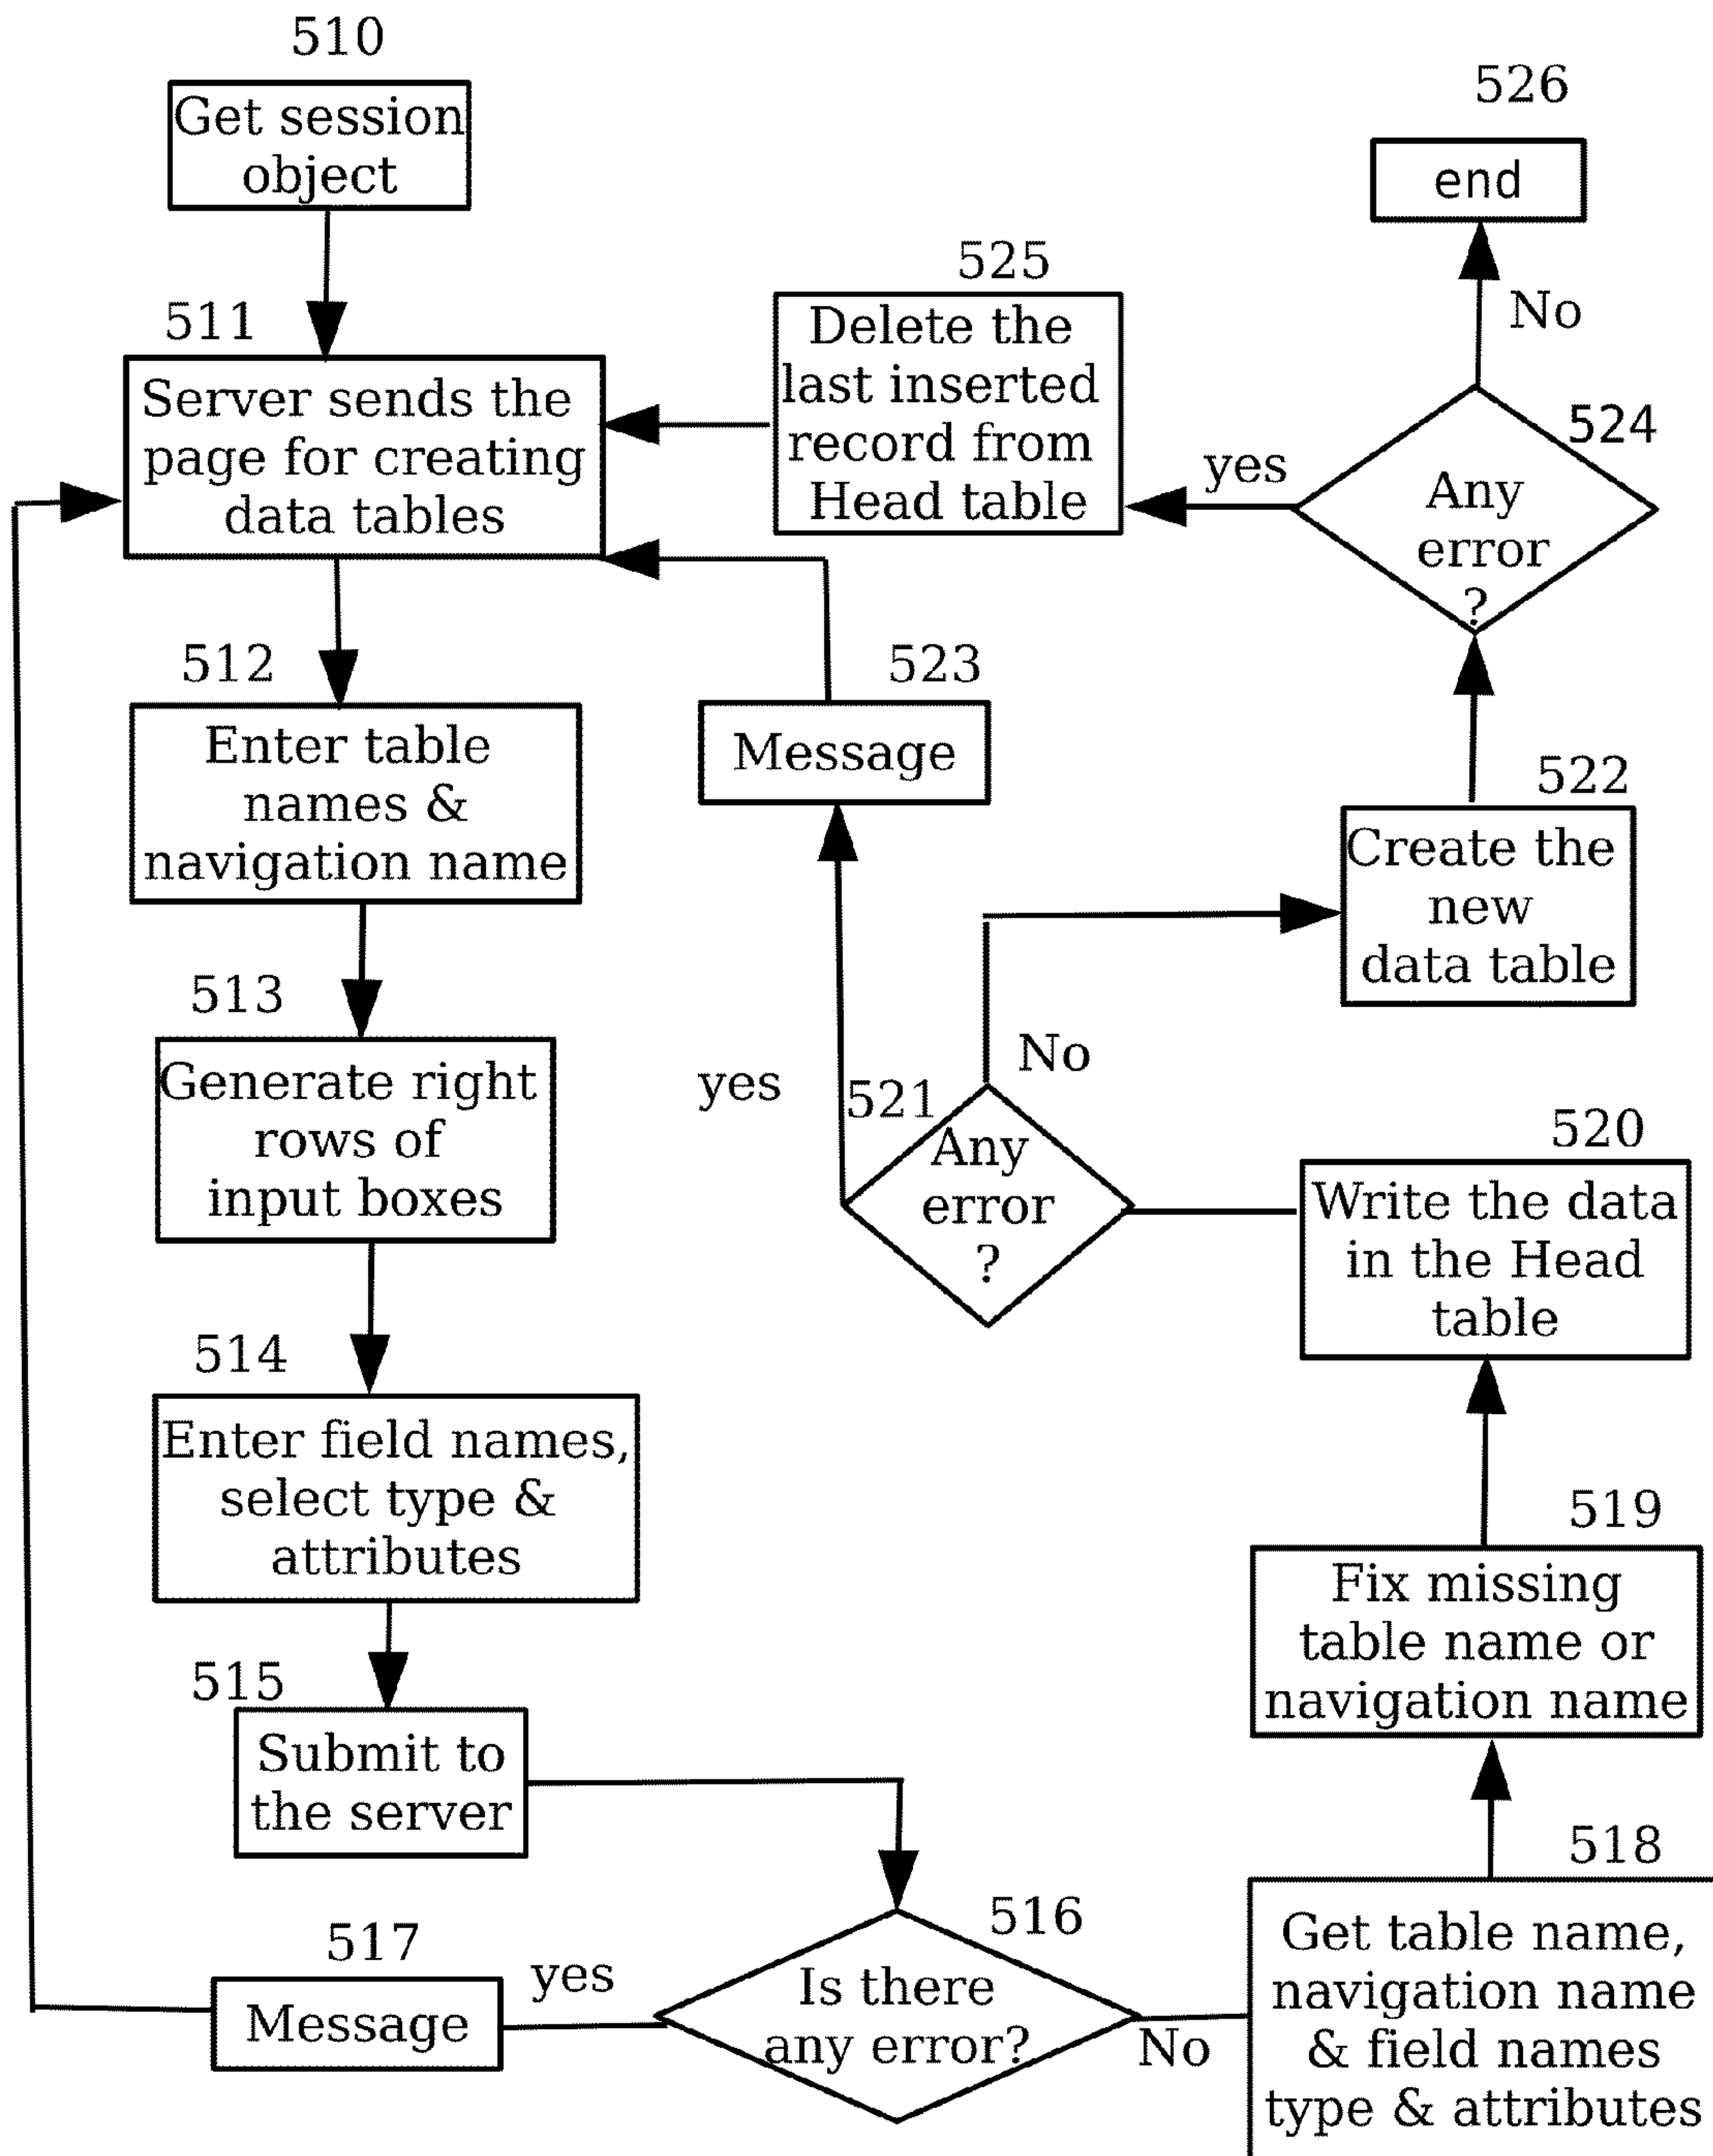 510
Get session
object
511
Server sends the
page for creating
data tables
512
Enter table
names &
navigation name
513
Generate right
rows of
input boxes
514
Enter field names,
select type &
attributes
515
Submit to
the server
516
Is there
any error?
yes
No
517
Message
518
Get table name,
navigation name
& field names
type & attributes
519
Fix missing
table name or
navigation name
520
Write the data
in the Head
table
521
Any
error
?
yes
No
522
Create the
new
data table
523
Message
524
Any
error
?
yes
No
525
Delete the
last inserted
record from
Head table
526
end